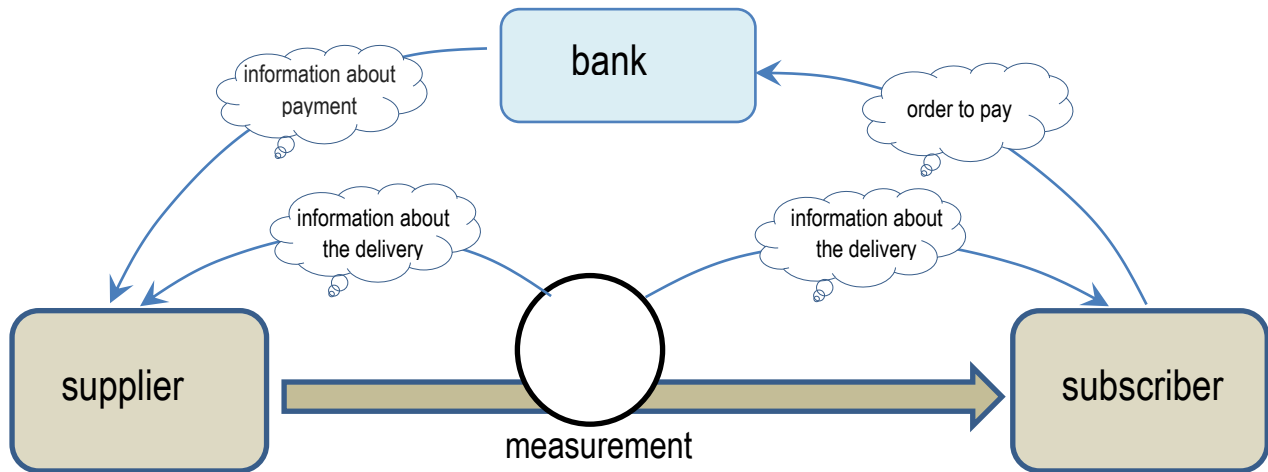 bank
information about
payment
order to pay
information about
the delivery
information about
the delivery
supplier
subscriber
measurement